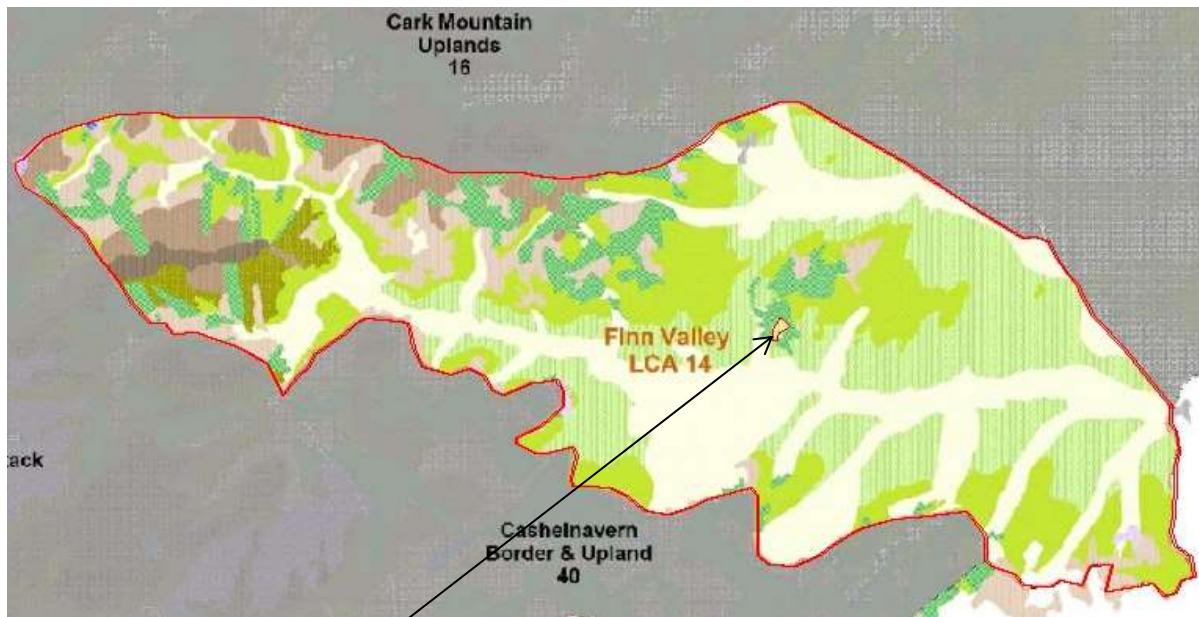 Cark Mountain
Uplands
16
Finn Valley
LCA 14
tack
Cashelnavern
Border & Upland
40